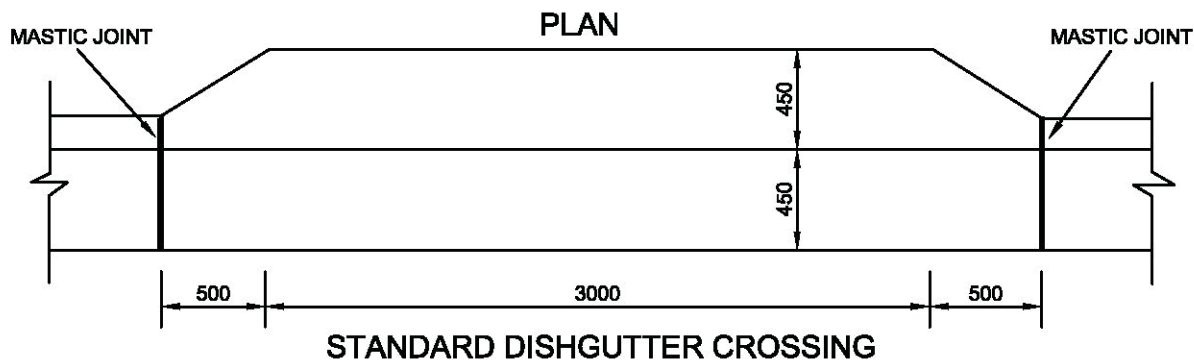 PLAN
MASTIC JOINT
MASTIC JOINT
450
450
500
3000
500
STANDARD DISHGUTTER CROSSING